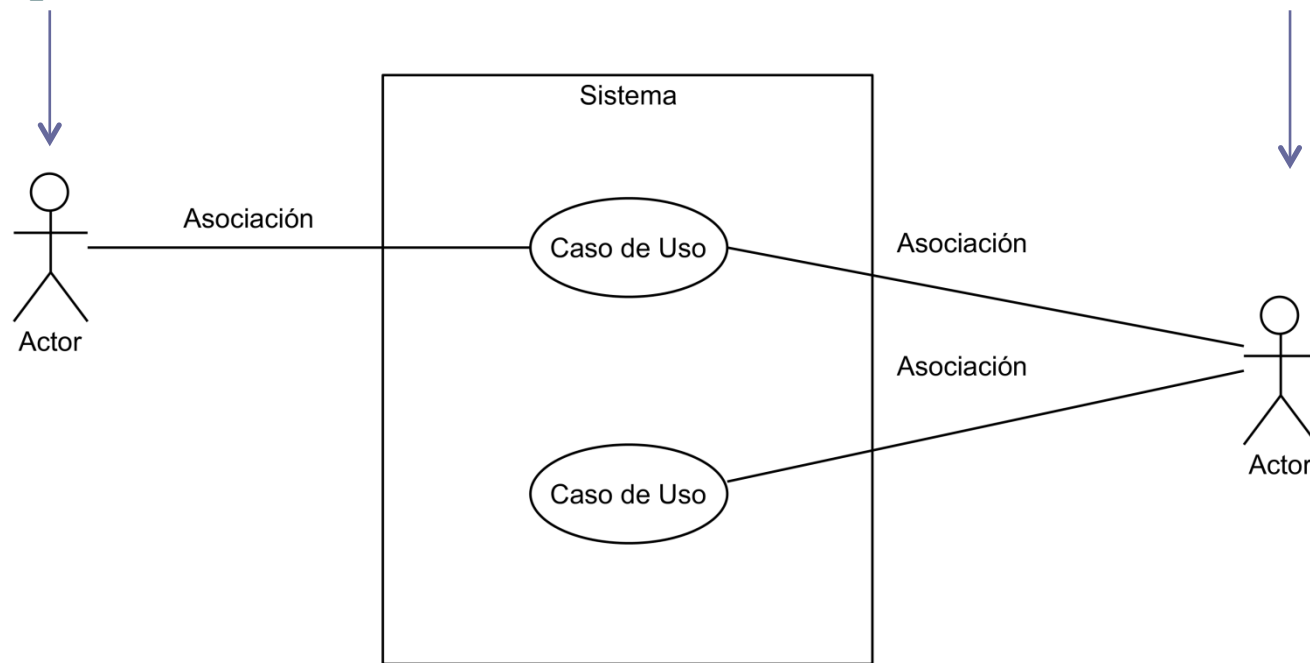 Sistema
Asociación
Caso de Uso
Asociación
Actor
Asociación
Caso de Uso
Actor